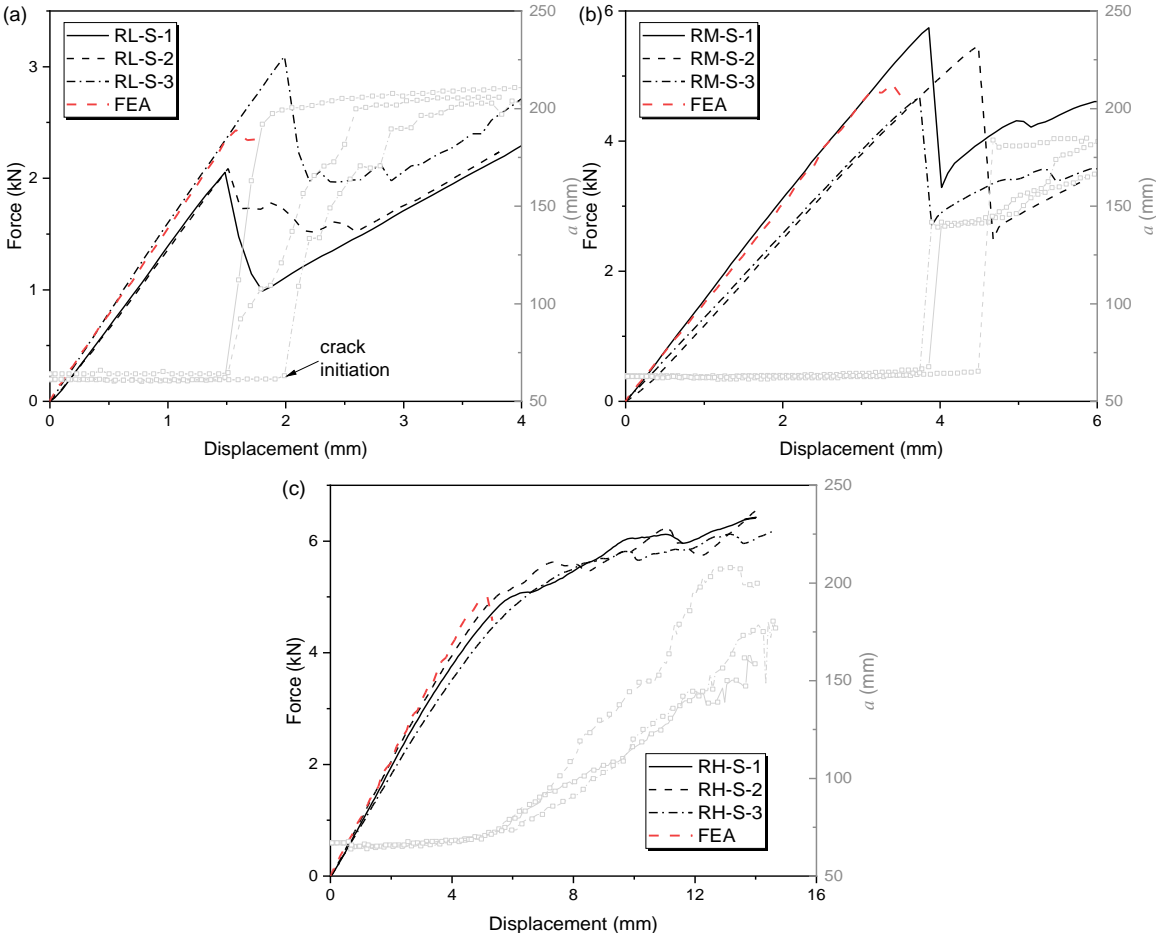 (a)
RL-S-1
RL-S-2
RL-S-3
FEA
crack
initiation
0
1
2
3
Force (kN)
0
1
2
3
4
Displacement (mm)
50
100
150
200
250
a (mm)
(b)
RM-S-1
RM-S-2
RM-S-3
FEA
0
2
4
6
Force (kN)
0
2
4
6
Displacement (mm)
50
100
150
200
250
a (mm)
(c)
RH-S-1
RH-S-2
RH-S-3
FEA
0
2
4
6
Force (kN)
0
4
8
12
16
Displacement (mm)
50
100
150
200
250
a (mm)